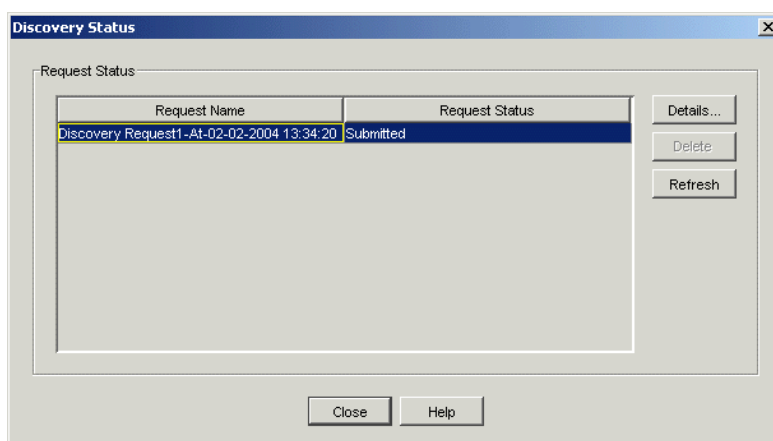 Discovery Status
Request Status
Request Name Request Status
Discovery Request1-At-02-02-2004 13:34:20 Submitted
Details...
Delete
Refresh
Close Help